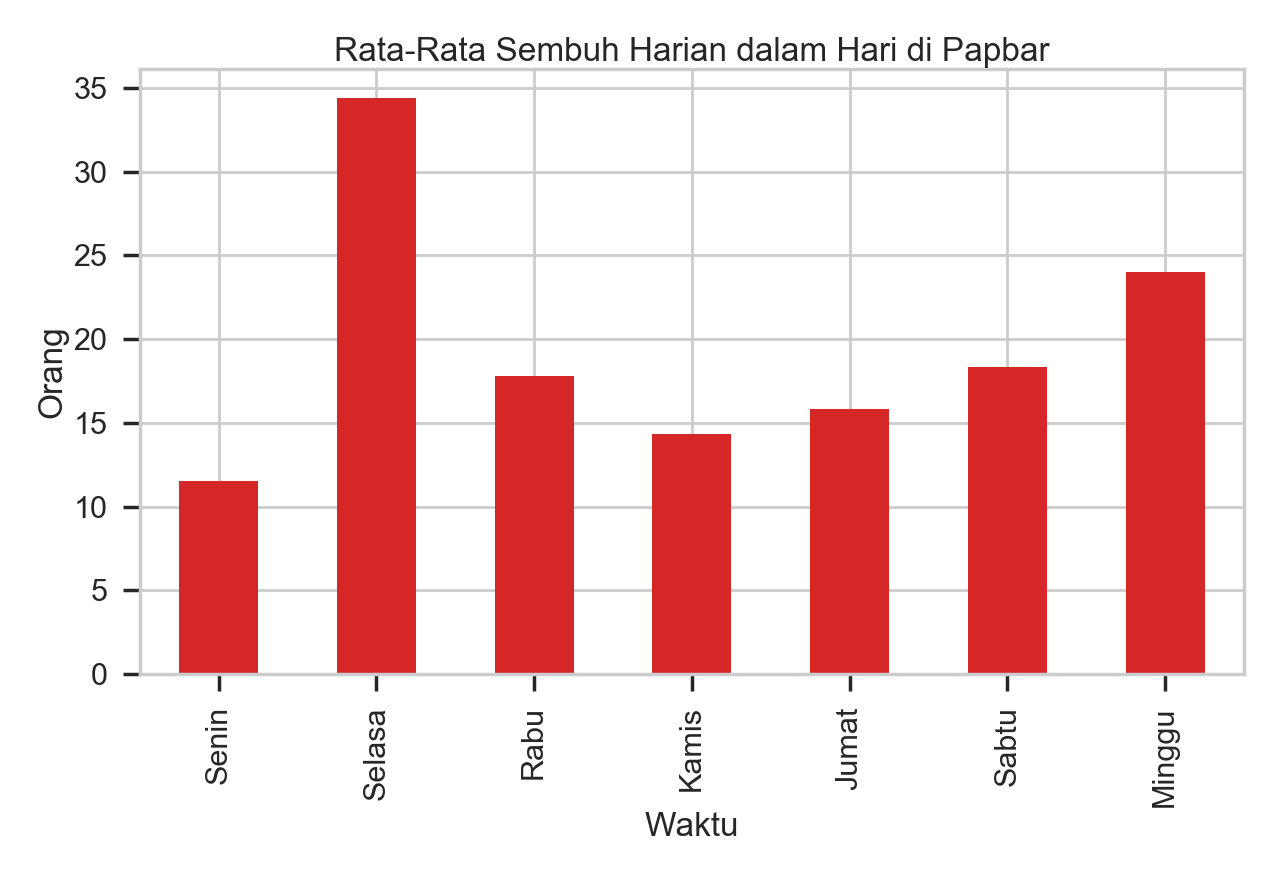 Rata-Rata Sembuh Harian dalam Hari di Papbar
35
30
25
20
15
10
5
0
Orang
Senin
Selasa
Rabu
Kamis
Jumat
Sabtu
Minggu
Waktu